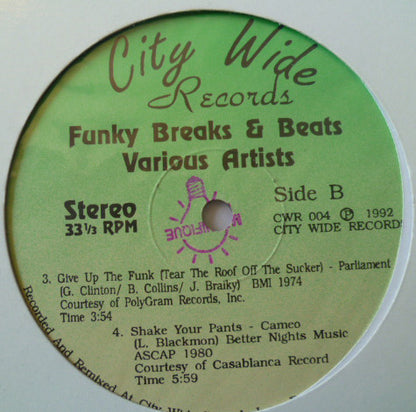 City Wide
Records
Funky Breaks & Beats
Various Artists
Stereo
33⅓ RPM
Side B
CWR 004 Ⓟ 1992
CITY WIDE RECORDS
3. Give Up The Funk (Tear The Roof Off The Sucker) - Parliament
(G. Clinton/ B. Collins/ J. Braiky) BMI 1974
Courtesy of PolyGram Records, Inc.
Time 3:54
4. Shake Your Pants - Cameo
(L. Blackmon) Better Nights Music
ASCAP 1980
Courtesy of Casablanca Record
Time 5:59
Recorded And Remixed At City Wide